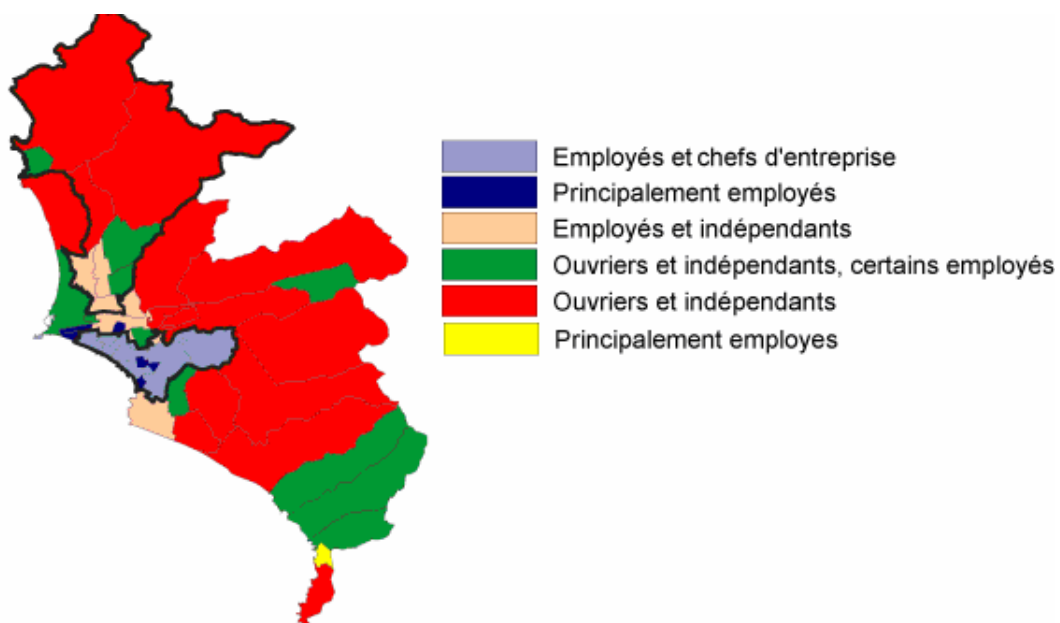 Employés et chefs d'entreprise
Principalement employés
Employés et indépendants
Ouvriers et indépendants, certains employés
Ouvriers et indépendants
Principalement employes